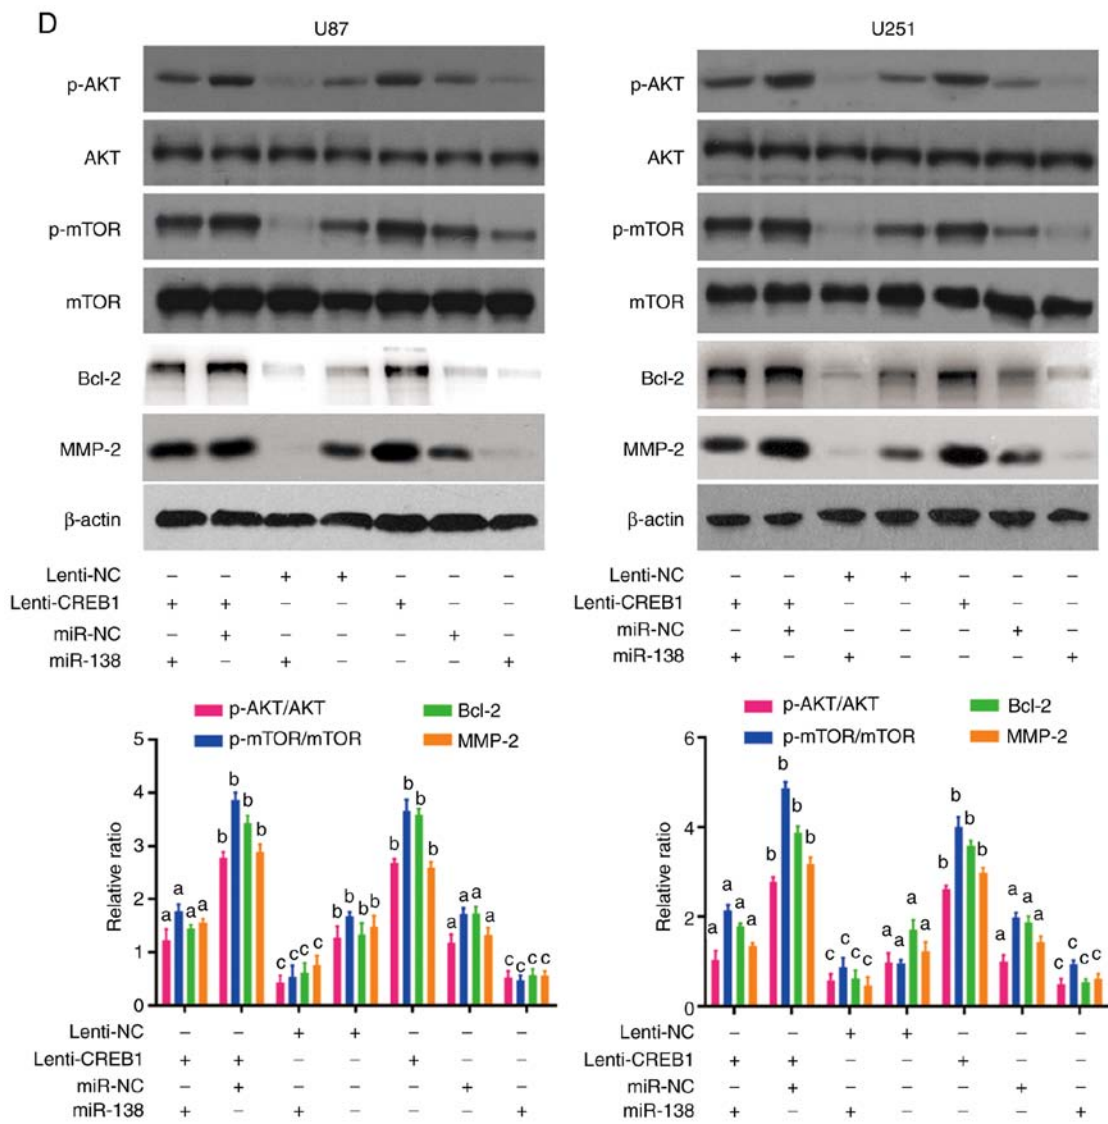 D
U87
p-AKT
AKT
p-mTOR
mTOR
Bcl-2
MMP-2
β-actin
Lenti-NC – – + + – – –
Lenti-CREB1 + + – – + – –
miR-NC – + – – – + –
miR-138 + – + – – – +
U251
p-AKT
AKT
p-mTOR
mTOR
Bcl-2
MMP-2
β-actin
Lenti-NC – – + + – – –
Lenti-CREB1 + + – – + – –
miR-NC – + – – – + –
miR-138 + – + – – – +
p-AKT/AKT Bcl-2
p-mTOR/mTOR MMP-2
Relative ratio
5
4
3
2
1
0
a a a a b b b b c c c c b b b b b b b b a a a a c c c c
Lenti-NC – – + + – – –
Lenti-CREB1 + + – – + – –
miR-NC – + – – – + –
miR-138 + – + – – – +
p-AKT/AKT Bcl-2
p-mTOR/mTOR MMP-2
Relative ratio
6
4
2
0
a a a a b b b b c c c c a a a a b b b b a a a a c c c c
Lenti-NC – – + + – – –
Lenti-CREB1 + + – – + – –
miR-NC – + – – – + –
miR-138 + – + – – – +